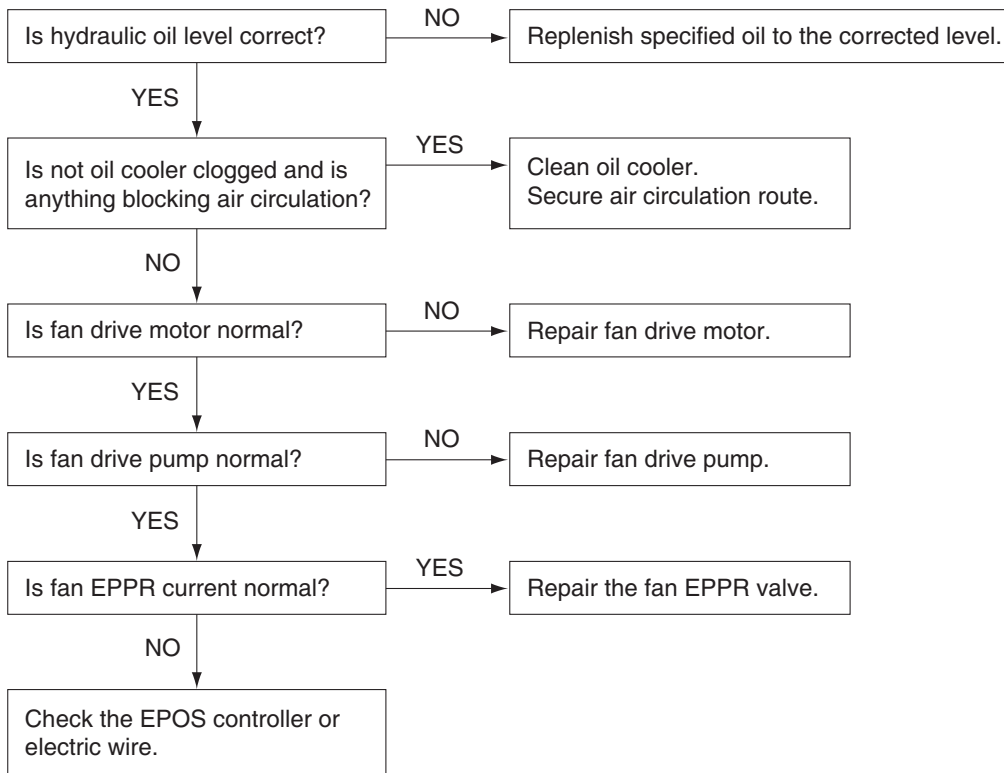 Is hydraulic oil level correct?
NO
Replenish specified oil to the corrected level.
YES
Is not oil cooler clogged and is
anything blocking air circulation?
YES
Clean oil cooler.
Secure air circulation route.
NO
Is fan drive motor normal?
NO
Repair fan drive motor.
YES
Is fan drive pump normal?
NO
Repair fan drive pump.
YES
Is fan EPPR current normal?
YES
Repair the fan EPPR valve.
NO
Check the EPOS controller or
electric wire.